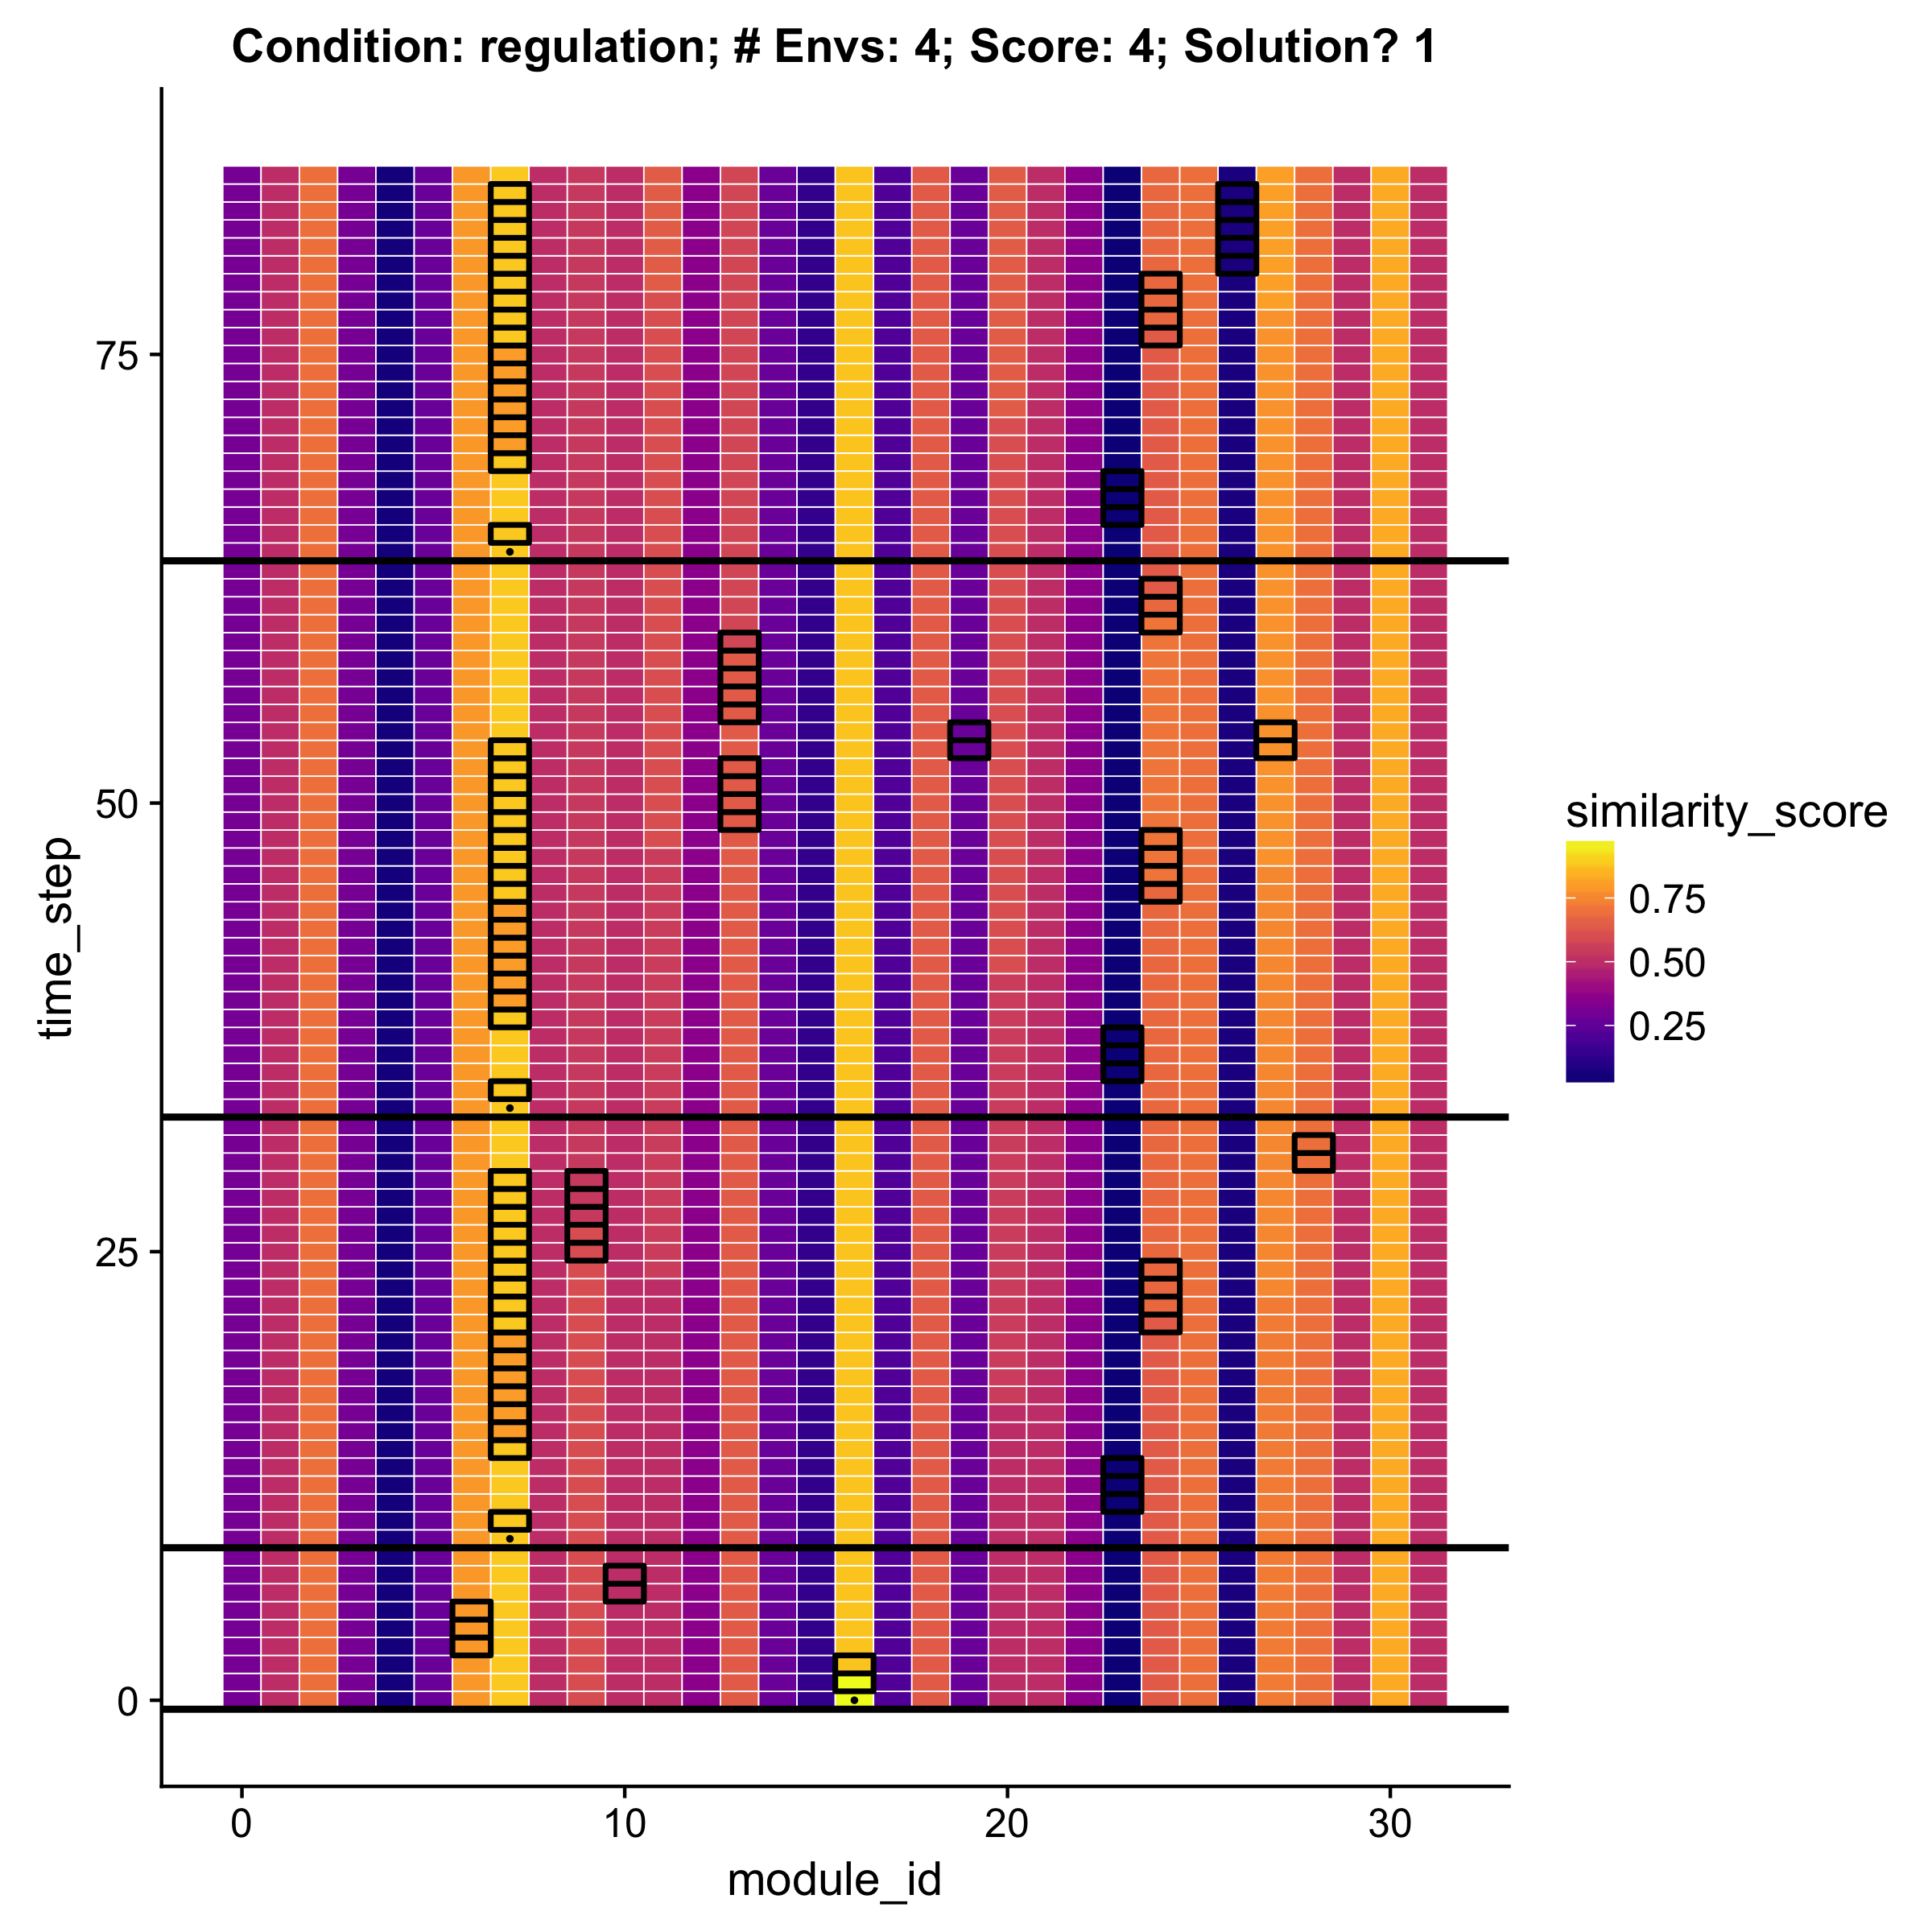 Condition: regulation; # Envs: 4; Score: 4; Solution? 1
75
50
25
0
time_step
0
10
20
30
module_id
similarity_score
0.75
0.50
0.25